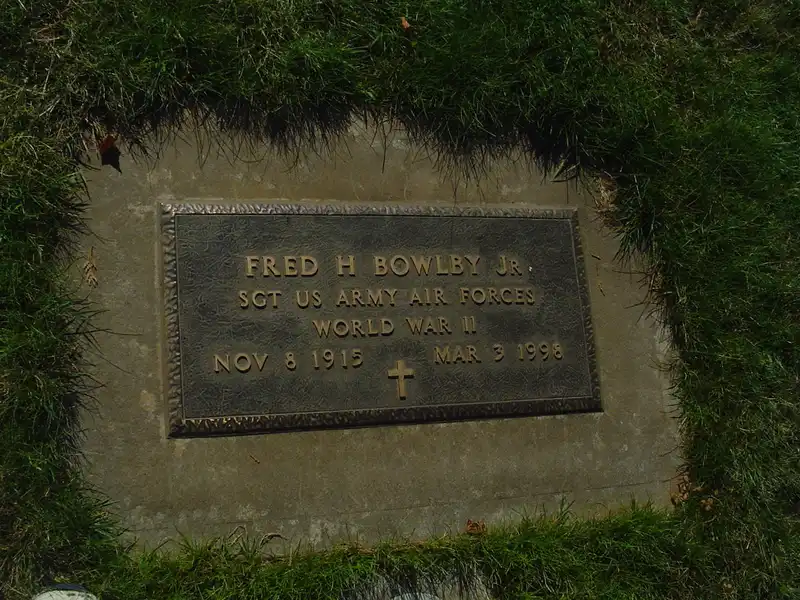 FRED H BOWLBY JR
SGT US ARMY AIR FORCES
WORLD WAR II
NOV 8 1915 MAR 3 1998